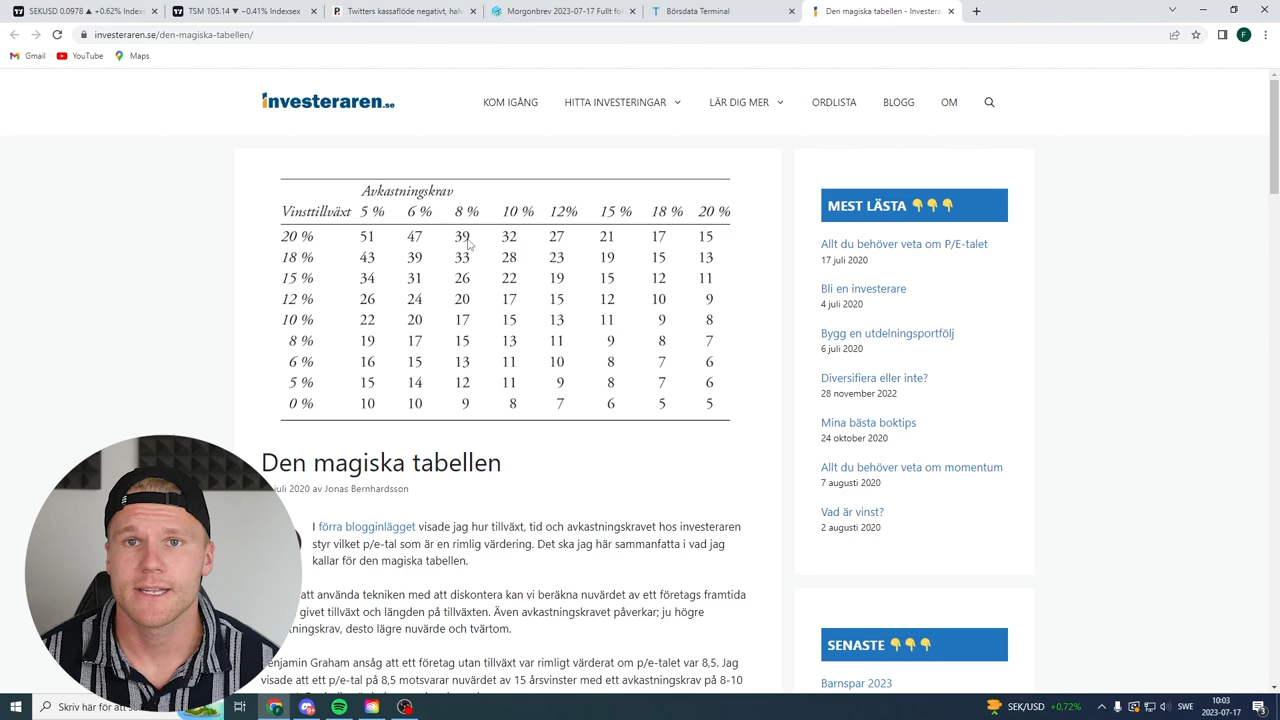 SEKUSD 0.0978 ▲ +0.62% Indexsex
TSM 105.14 ▼ −0.41% Indexsex
Twitters kassaflöde negativt, hal
Morgonbrev 2023-07-17 Fullt fok
Börsdata Terminal
Den magiska tabellen - Investera
investeraren.se/den-magiska-tabellen/
F
Gmail
YouTube
Maps
investeraren.se
KOM IGÅNG
HITTA INVESTERINGAR
LÄR DIG MER
ORDLISTA
BLOGG
OM
Avkastningskrav
Vinsttillväxt 5 % 6 % 8 % 10 % 12% 15 % 18 % 20 %
20 % 51 47 39 32 27 21 17 15
18 % 43 39 33 28 23 19 15 13
15 % 34 31 26 22 19 15 12 11
12 % 26 24 20 17 15 12 10 9
10 % 22 20 17 15 13 11 9 8
8 % 19 17 15 13 11 9 8 7
6 % 16 15 13 11 10 8 7 6
5 % 15 14 12 11 9 8 7 6
0 % 10 10 9 8 7 6 5 5
Den magiska tabellen
juli 2020 av Jonas Bernhardsson
I förra blogginlägget visade jag hur tillväxt, tid och avkastningskravet hos investeraren
styr vilket p/e-tal som är en rimlig värdering. Det ska jag här sammanfatta i vad jag
kallar för den magiska tabellen.
att använda tekniken med att diskontera kan vi beräkna nuvärdet av ett företags framtida
givet tillväxt och längden på tillväxten. Även avkastningskravet påverkar; ju högre
tningskrav, desto lägre nuvärde och tvärtom.
enjamin Graham ansåg att ett företag utan tillväxt var rimligt värderat om p/e-talet var 8,5. Jag
visade att ett p/e-tal på 8,5 motsvarar nuvärdet av 15 årsvinster med ett avkastningskrav på 8-10
MEST LÄSTA 👇👇👇
Allt du behöver veta om P/E-talet
17 juli 2020
Bli en investerare
4 juli 2020
Bygg en utdelningsportfölj
6 juli 2020
Diversifiera eller inte?
28 november 2022
Mina bästa boktips
24 oktober 2020
Allt du behöver veta om momentum
7 augusti 2020
Vad är vinst?
2 augusti 2020
SENASTE 👇👇👇
Barnspar 2023
Skriv här för att sö
SEK/USD +0,72%
SWE
10:03
2023-07-17
3